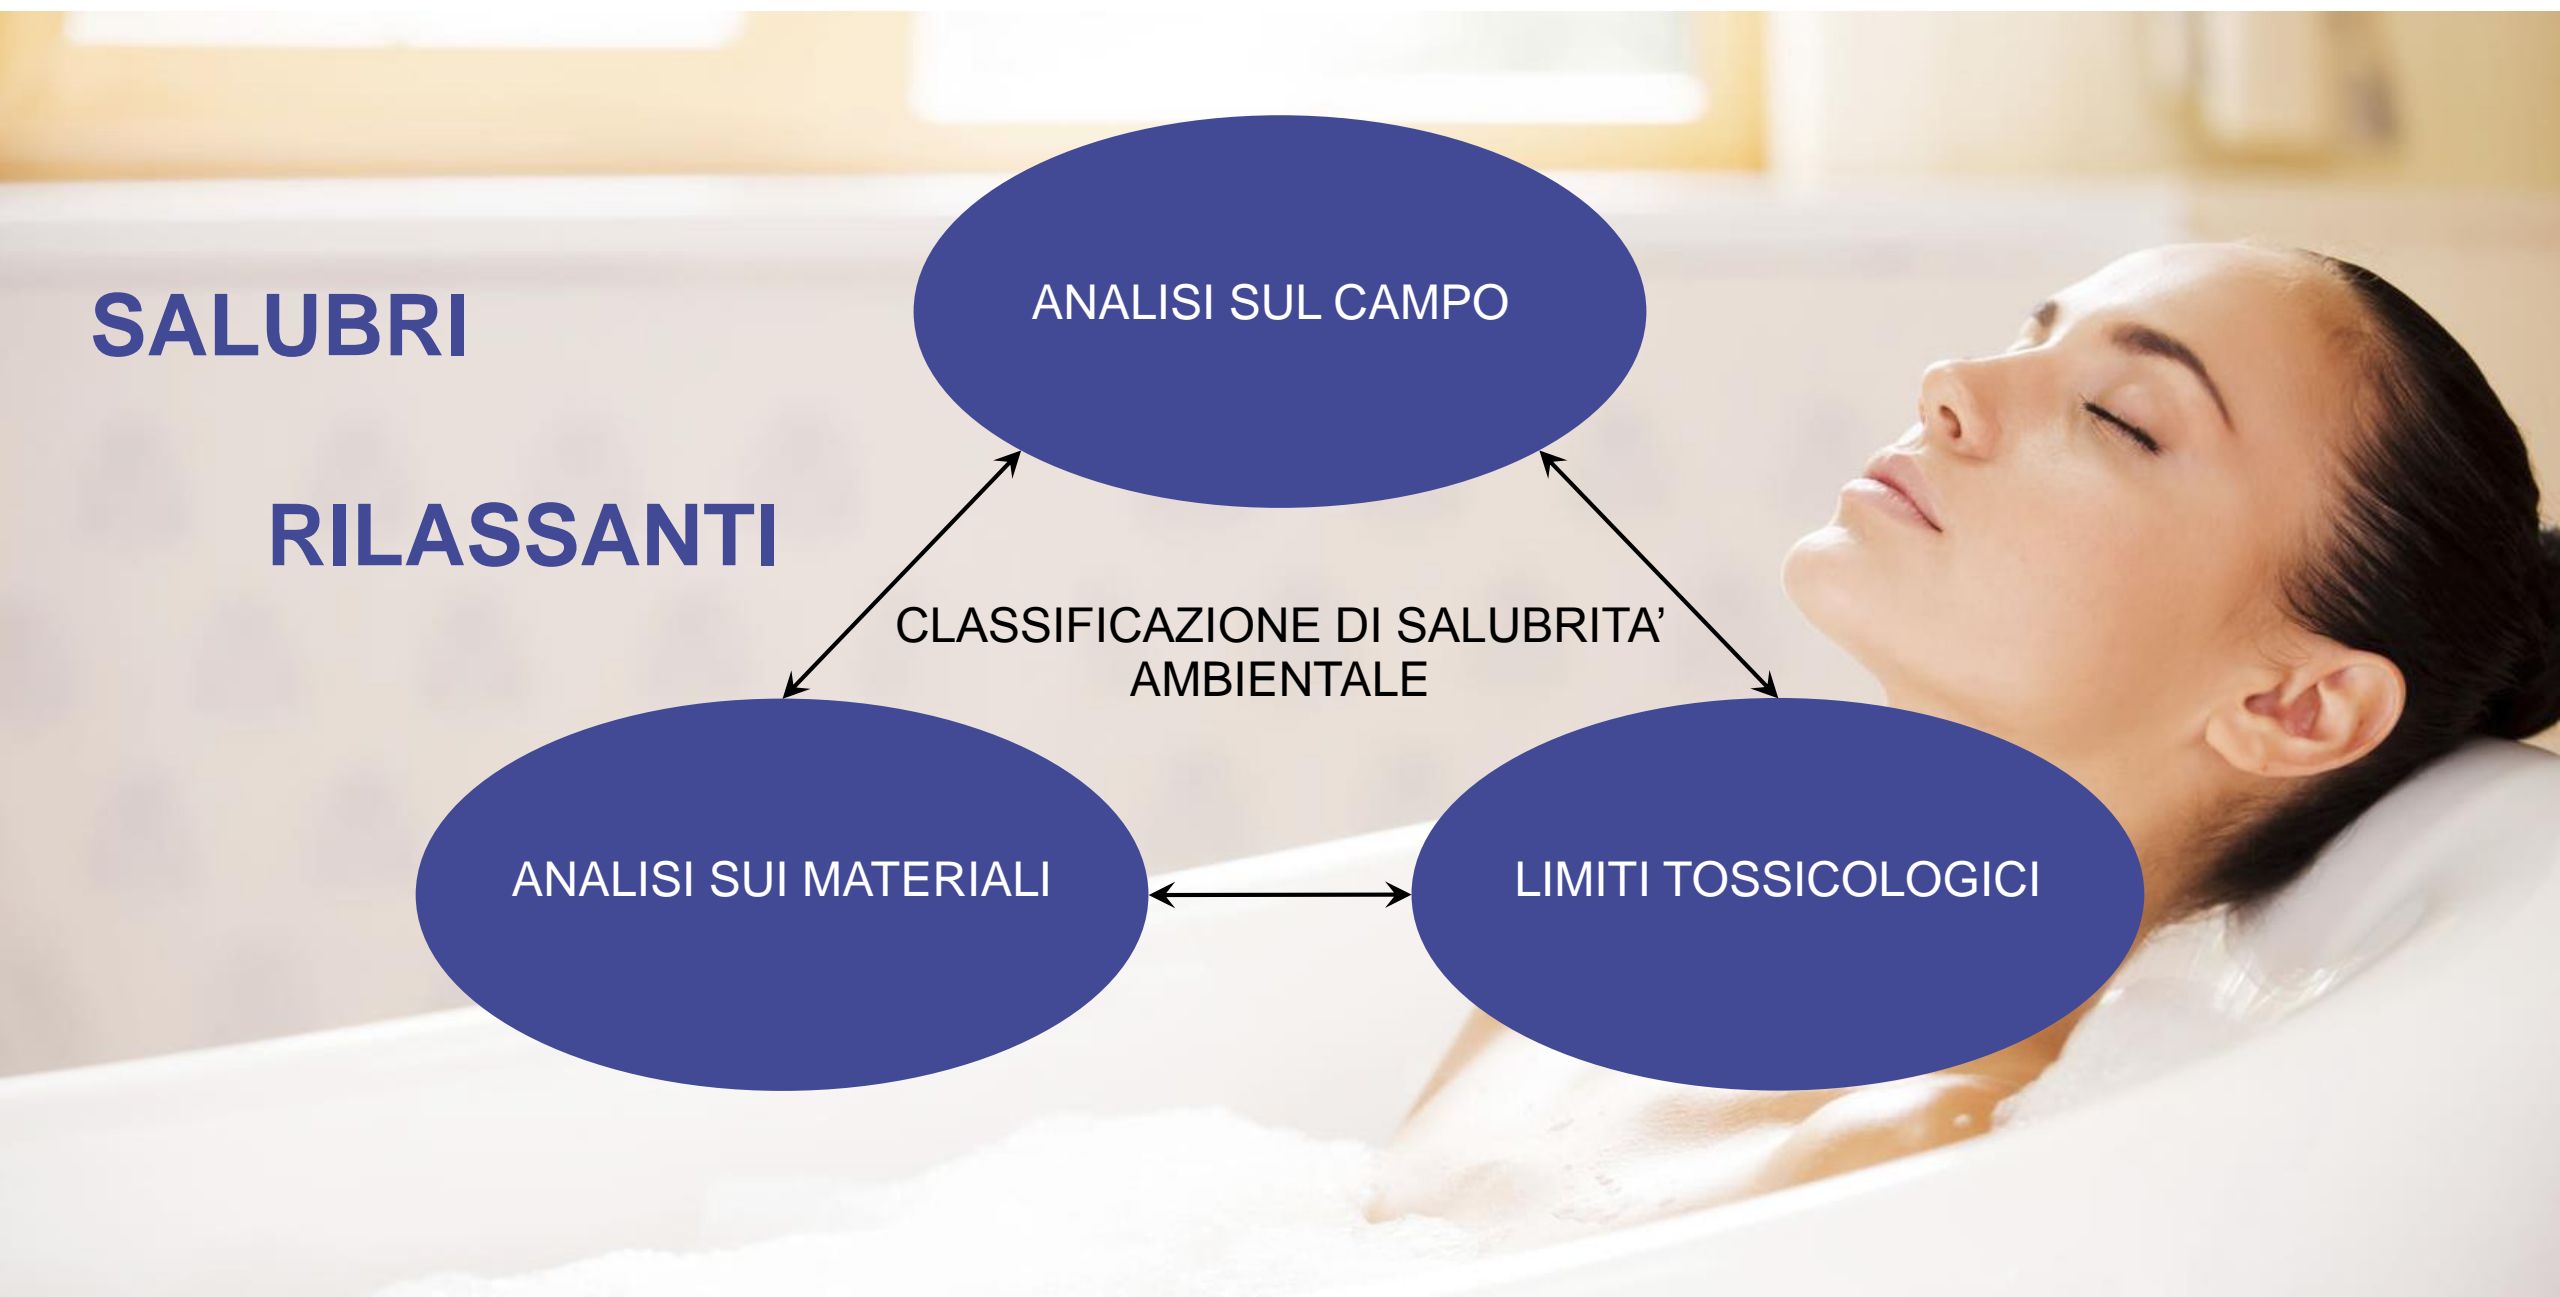 ANALISI SUL CAMPO
SALUBRI
RILASSANTI
CLASSIFICAZIONE DI SALUBRITA’
AMBIENTALE
ANALISI SUI MATERIALI
LIMITI TOSSICOLOGICI